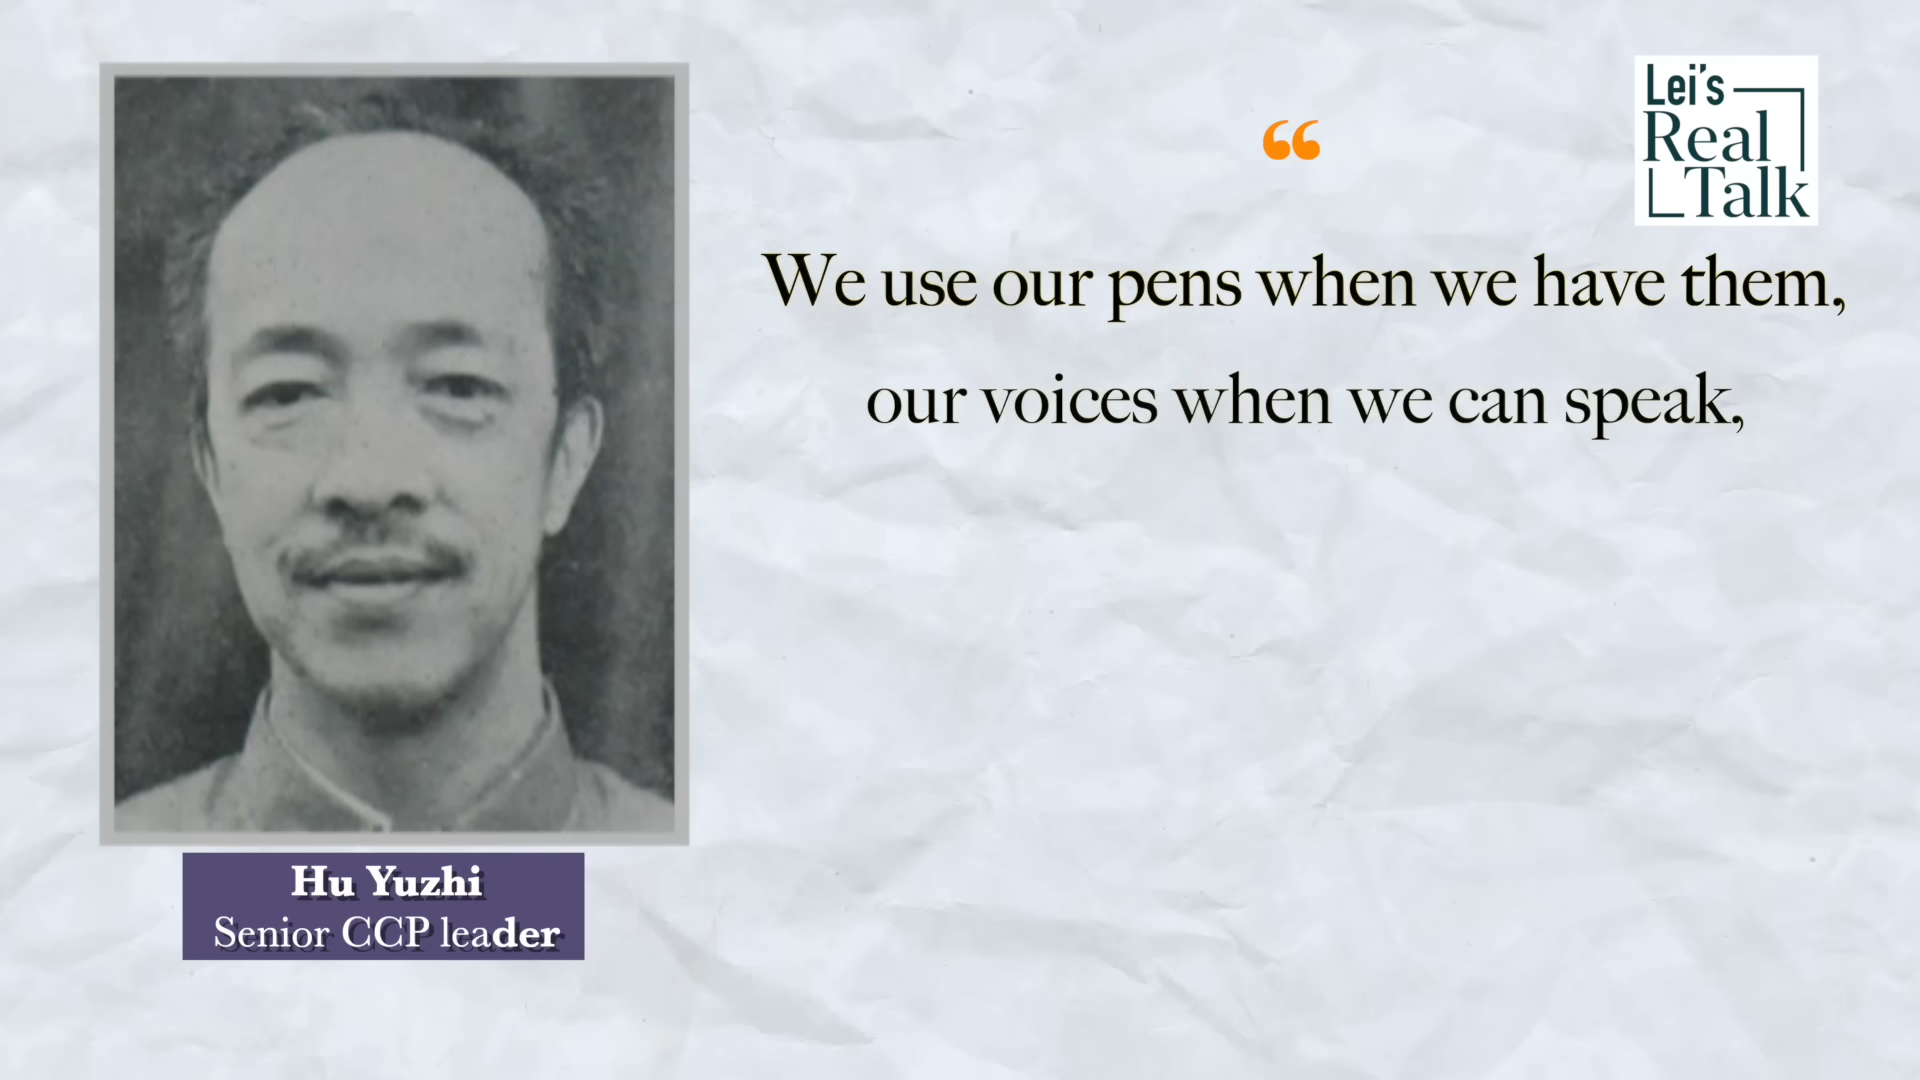 Lei's
Real
Talk
“
We use our pens when we have them,
our voices when we can speak,
Hu Yuzhi
Senior CCP leader